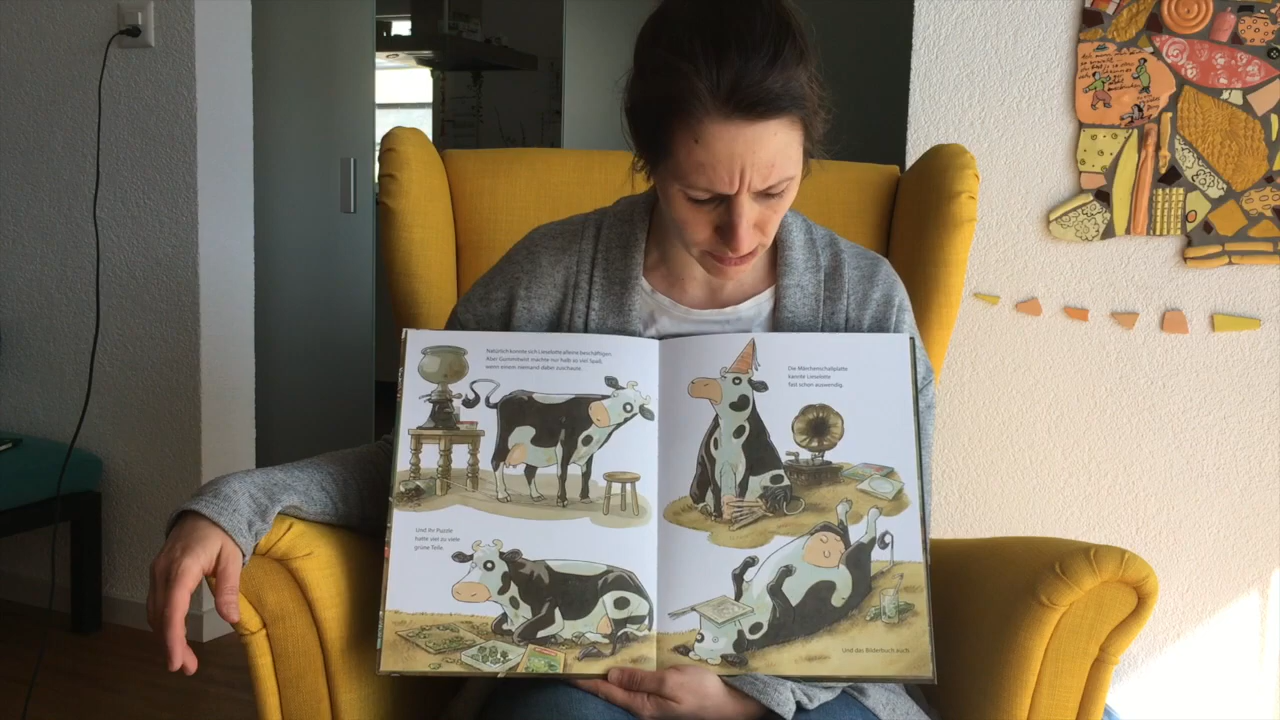 Natürlich konnte sich Lieselotte alleine beschäftigen.
Aber Gummitwist machte nur halb so viel Spaß,
wenn einem niemand dabei zuschaute.
Und ihr Puzzle
hatte viel zu viele
grüne Teile.
Die Märchenschallplatte
kannte Lieselotte
fast schon auswendig.
Und das Bilderbuch auch.